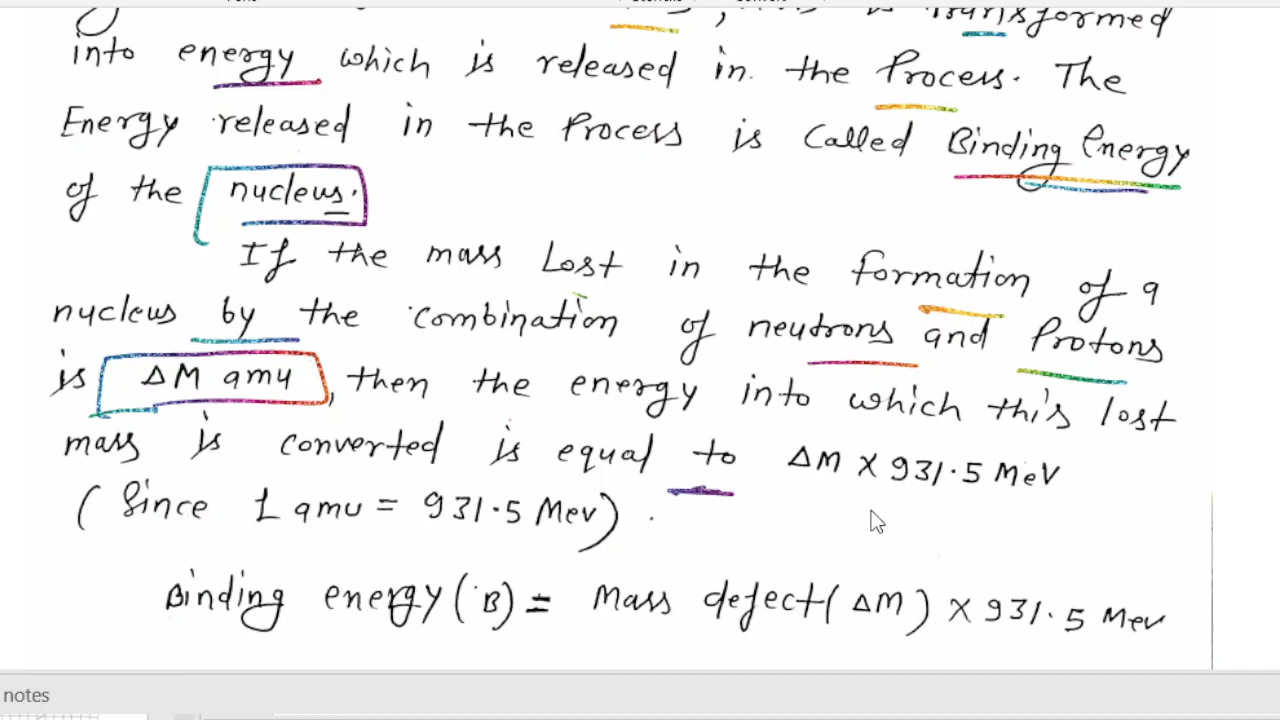 is transformed
into energy which is released in the Process. The
Energy released in the Process is Called Binding Energy
of the nucleus.
If the mass Lost in the formation of a
nucleus by the combination of neutrons and Protons
is ΔM amu, then the energy into which this lost
mass is converted is equal to ΔM X 931.5 MeV
(Since 1 amu = 931.5 Mev).
Binding energy (B) = Mass defect (ΔM) X 931.5 Mev
notes